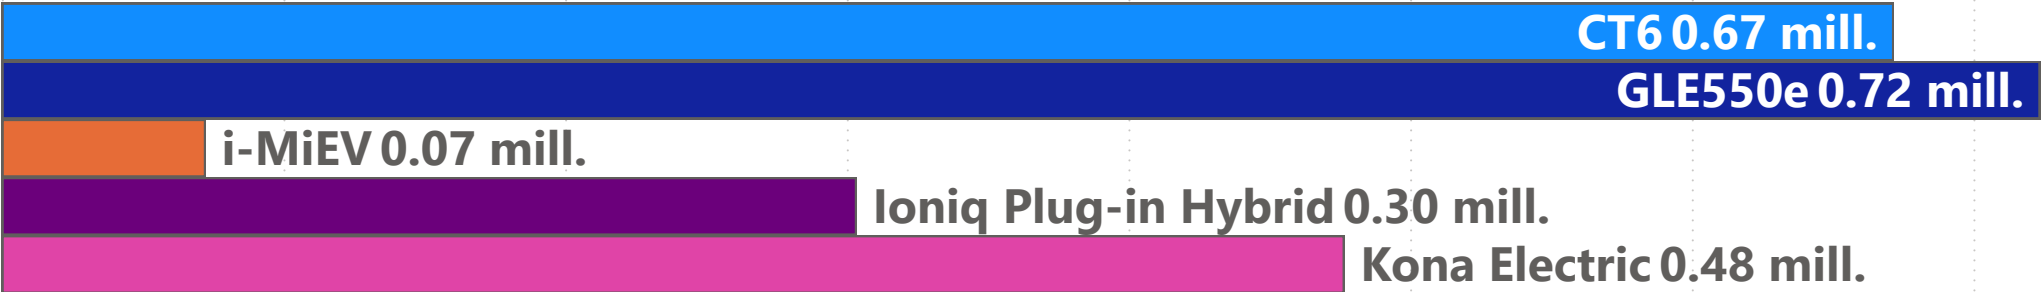 CT6 0.67 mill.
GLE550e 0.72 mill.
i-MiEV 0.07 mill.
Ioniq Plug-in Hybrid 0.30 mill.
Kona Electric 0.48 mill.